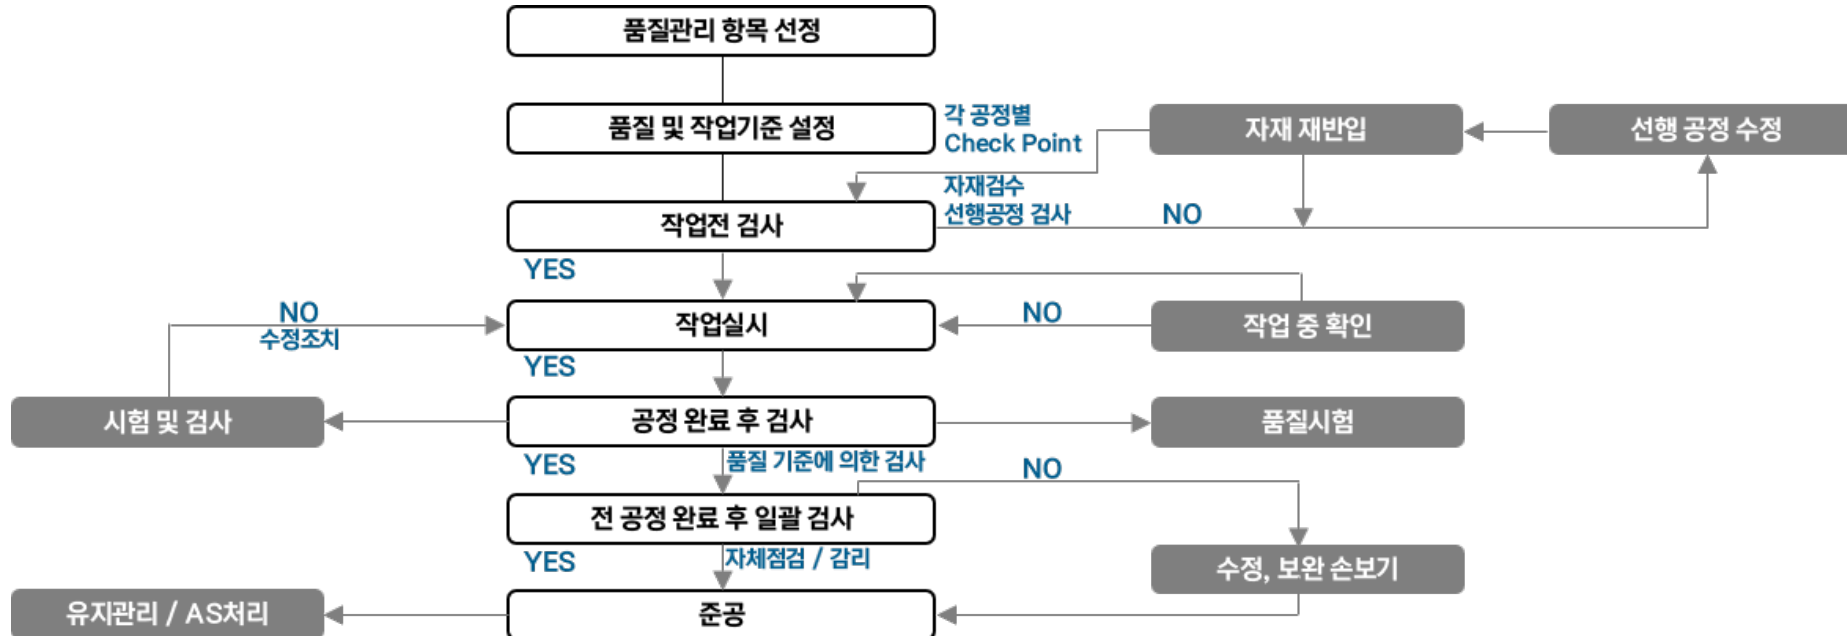 품질관리 항목 선정
품질 및 작업기준 설정
각 공정별
Check Point
자재 재반입
선행 공정 수정
자재검수
선행공정 검사
NO
작업전 검사
YES
NO
수정조치
작업실시
NO
작업 중 확인
YES
시험 및 검사
공정 완료 후 검사
품질시험
YES
품질 기준에 의한 검사
NO
전 공정 완료 후 일괄 검사
YES
자체점검 / 감리
수정, 보완 손보기
유지관리 / AS처리
준공